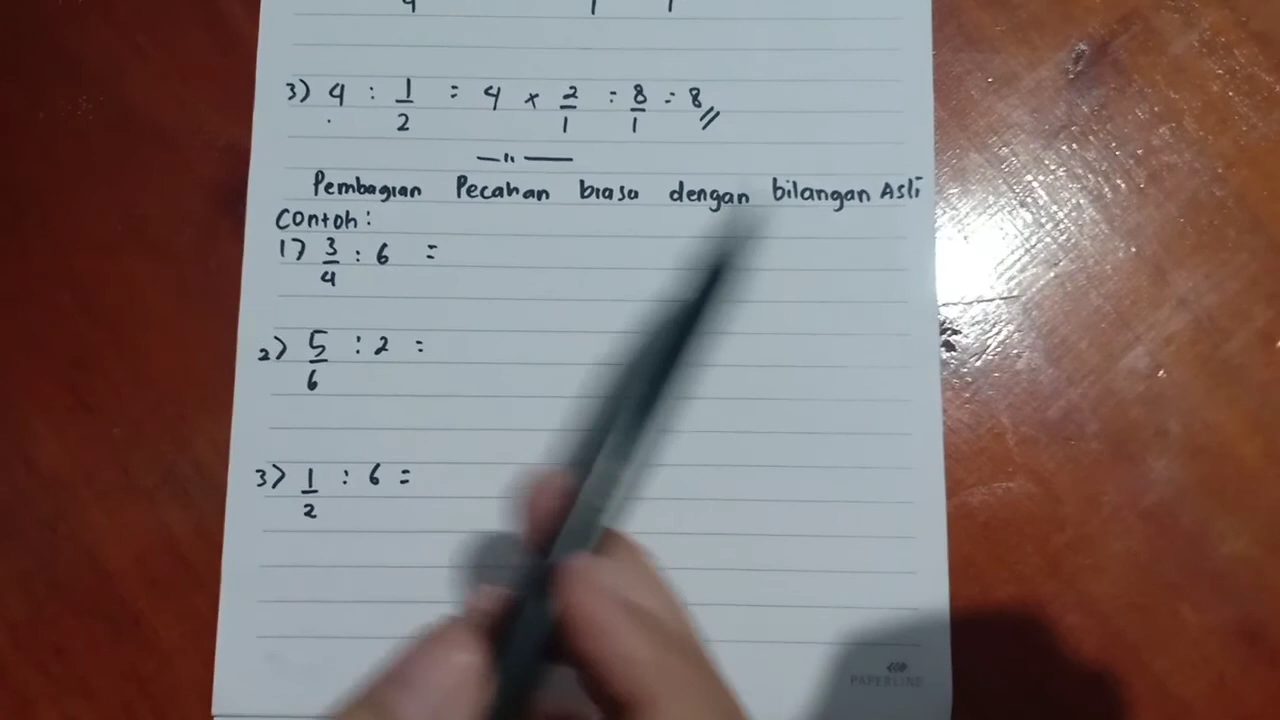 3) 4 : 1/2 = 4 × 2/1 = 8/1 = 8
Pembagian Pecahan biasa dengan bilangan Asli
Contoh:
1) 3/4 : 6 =
2) 5/6 : 2 =
3) 1/2 : 6 =
PAPERLINE